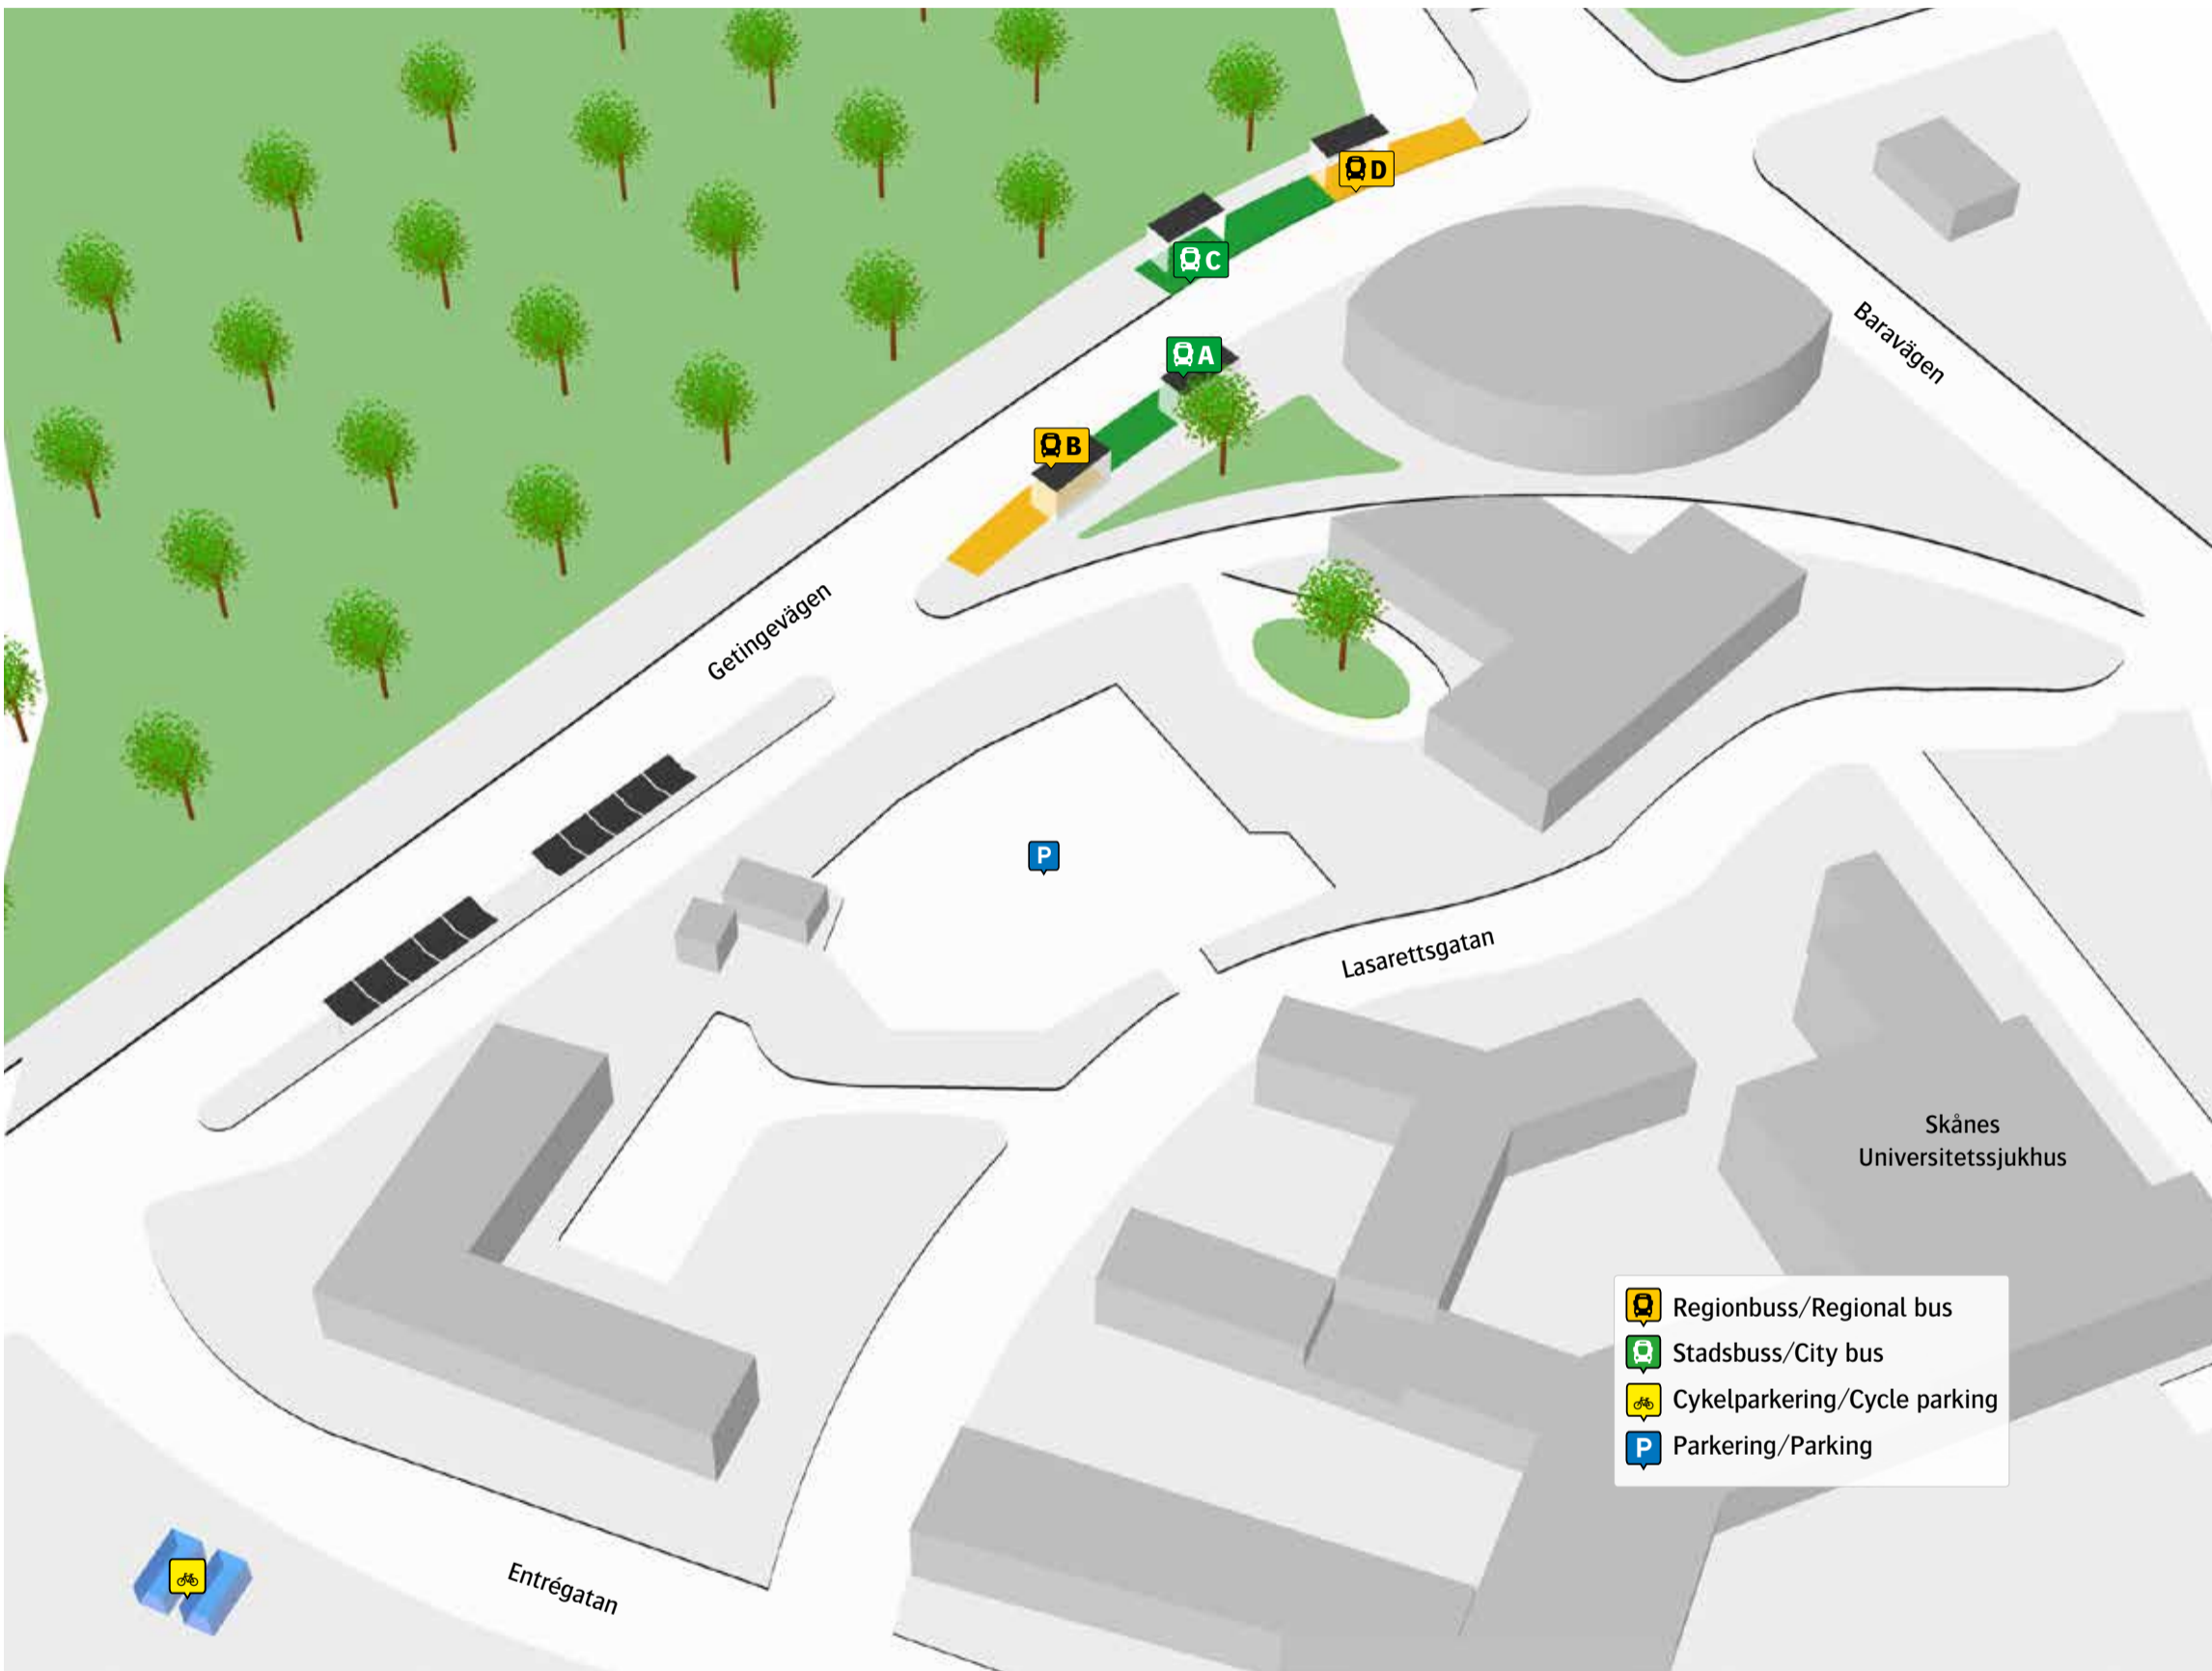 D
C
A
Baravägen
B
Getingevägen
P
Lasarettsgatan
Skånes
Universitetssjukhus
Regionbuss/Regional bus
Stadsbuss/City bus
Cykelparkering/Cycle parking
P Parkering/Parking
Entrégatan